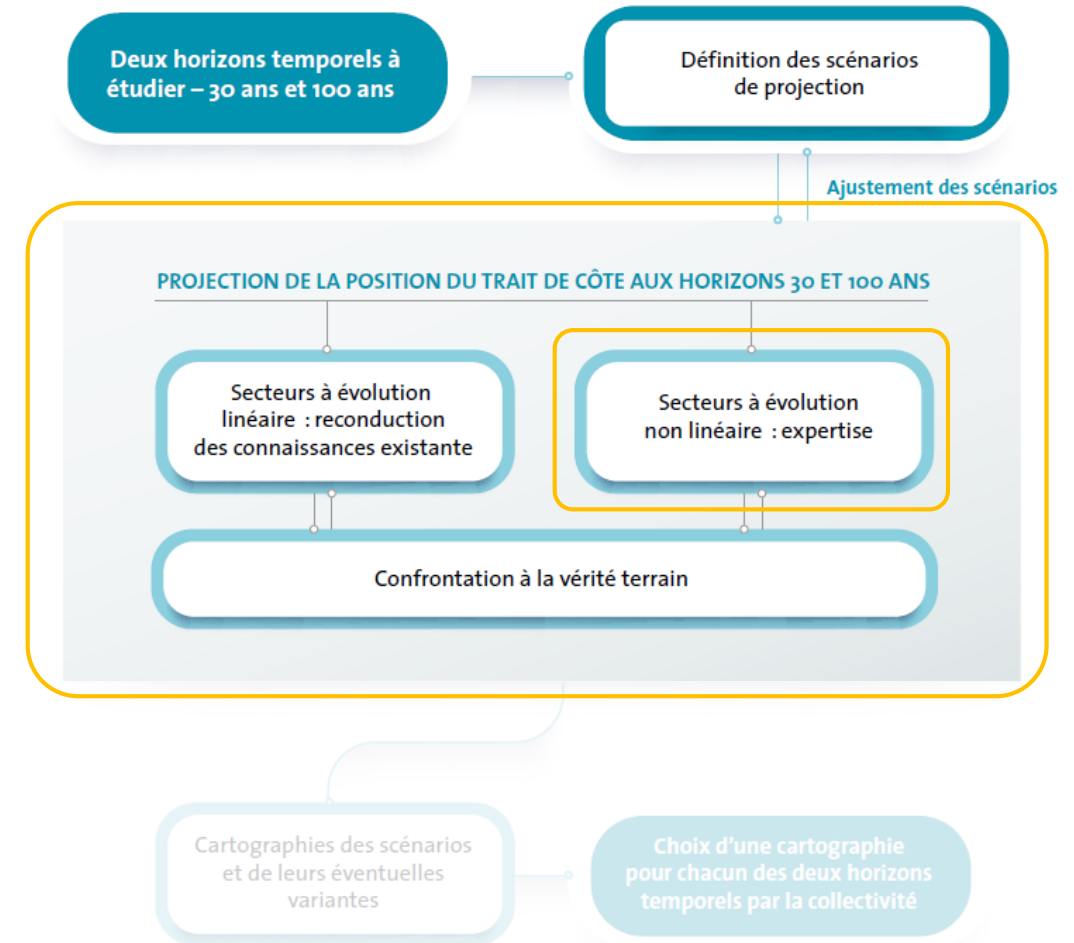 Deux horizons temporels à
étudier – 30 ans et 100 ans
Définition des scénarios
de projection
Ajustement des scénarios
PROJECTION DE LA POSITION DU TRAIT DE CÔTE AUX HORIZONS 30 ET 100 ANS
Secteurs à évolution
linéaire : reconduction
des connaissances existante
Secteurs à évolution
non linéaire : expertise
Confrontation à la vérité terrain
Cartographies des scénarios
et de leurs éventuelles
variantes
Choix d'une cartographie
pour chacun des deux horizons
temporels par la collectivité